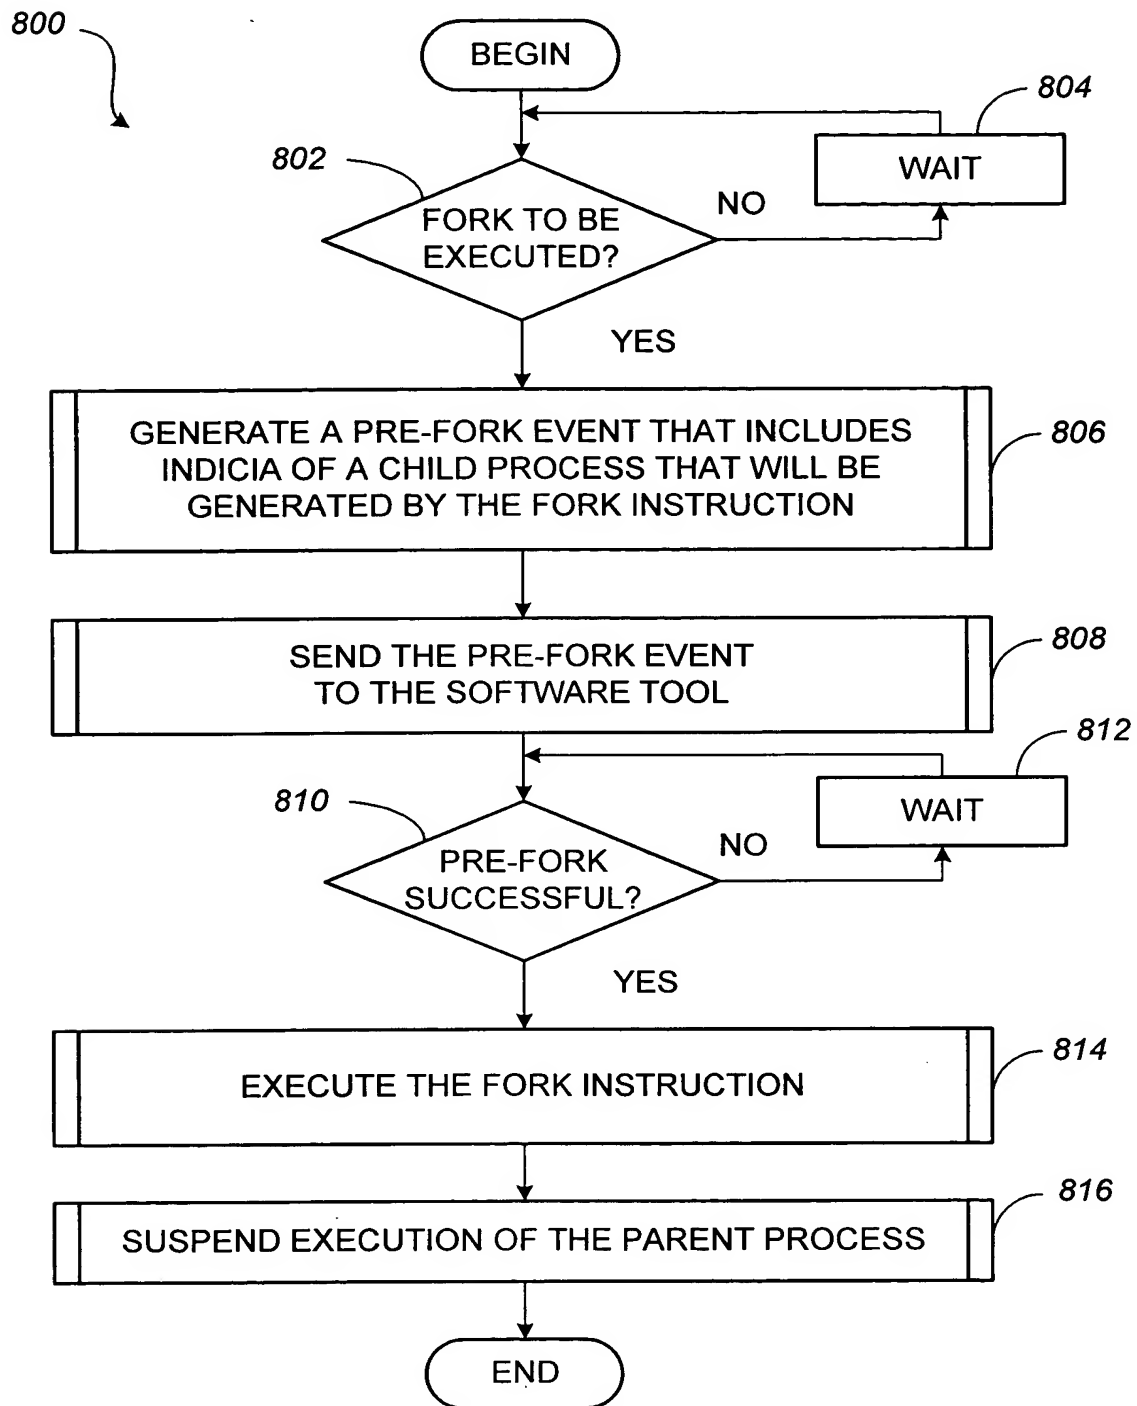 800
BEGIN
804
WAIT
802
FORK TO BE
EXECUTED?
NO
YES
GENERATE A PRE-FORK EVENT THAT INCLUDES
INDICIA OF A CHILD PROCESS THAT WILL BE
GENERATED BY THE FORK INSTRUCTION
806
SEND THE PRE-FORK EVENT
TO THE SOFTWARE TOOL
808
812
WAIT
810
PRE-FORK
SUCCESSFUL?
NO
YES
EXECUTE THE FORK INSTRUCTION
814
SUSPEND EXECUTION OF THE PARENT PROCESS
816
END